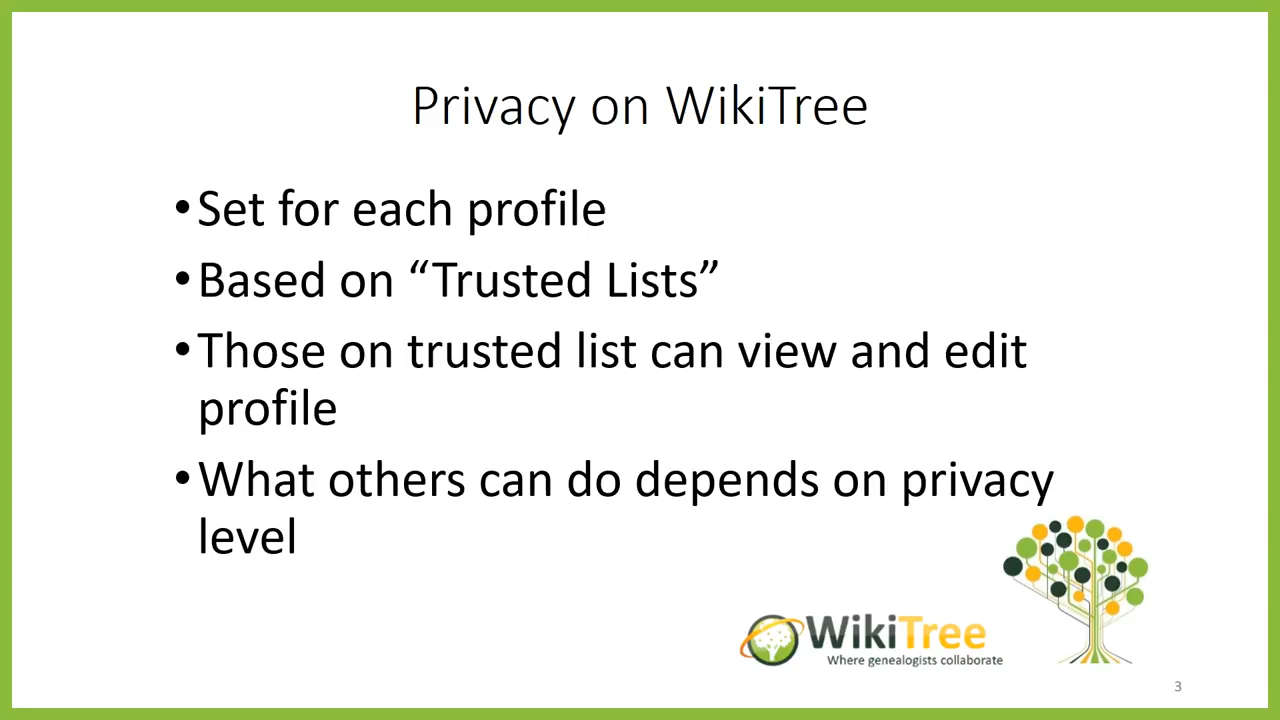 Privacy on WikiTree
•Set for each profile
•Based on “Trusted Lists”
•Those on trusted list can view and edit
profile
•What others can do depends on privacy
level
WikiTree
Where genealogists collaborate
3